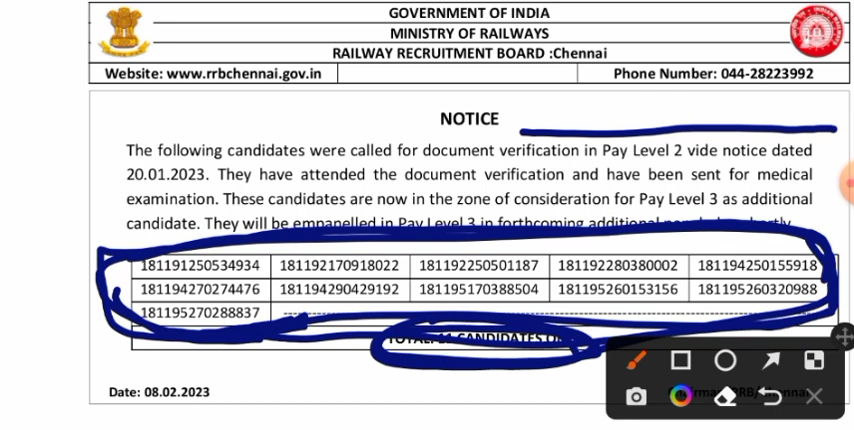 GOVERNMENT OF INDIA
MINISTRY OF RAILWAYS
RAILWAY RECRUITMENT BOARD :Chennai
Website: www.rrbchennai.gov.in Phone Number: 044-28223992
NOTICE
The following candidates were called for document verification in Pay Level 2 vide notice dated
20.01.2023. They have attended the document verification and have been sent for medical
examination. These candidates are now in the zone of consideration for Pay Level 3 as additional
candidate. They will be empanelled in Pay Level 3 in forthcoming additional
181191250534934 181192170918022 181192250501187 181192280380002 181194250155918
181194270274476 181194290429192 181195170388504 181195260153156 181195260320988
181195270288837
TOTAL: 11 CANDIDATES
Date: 08.02.2023